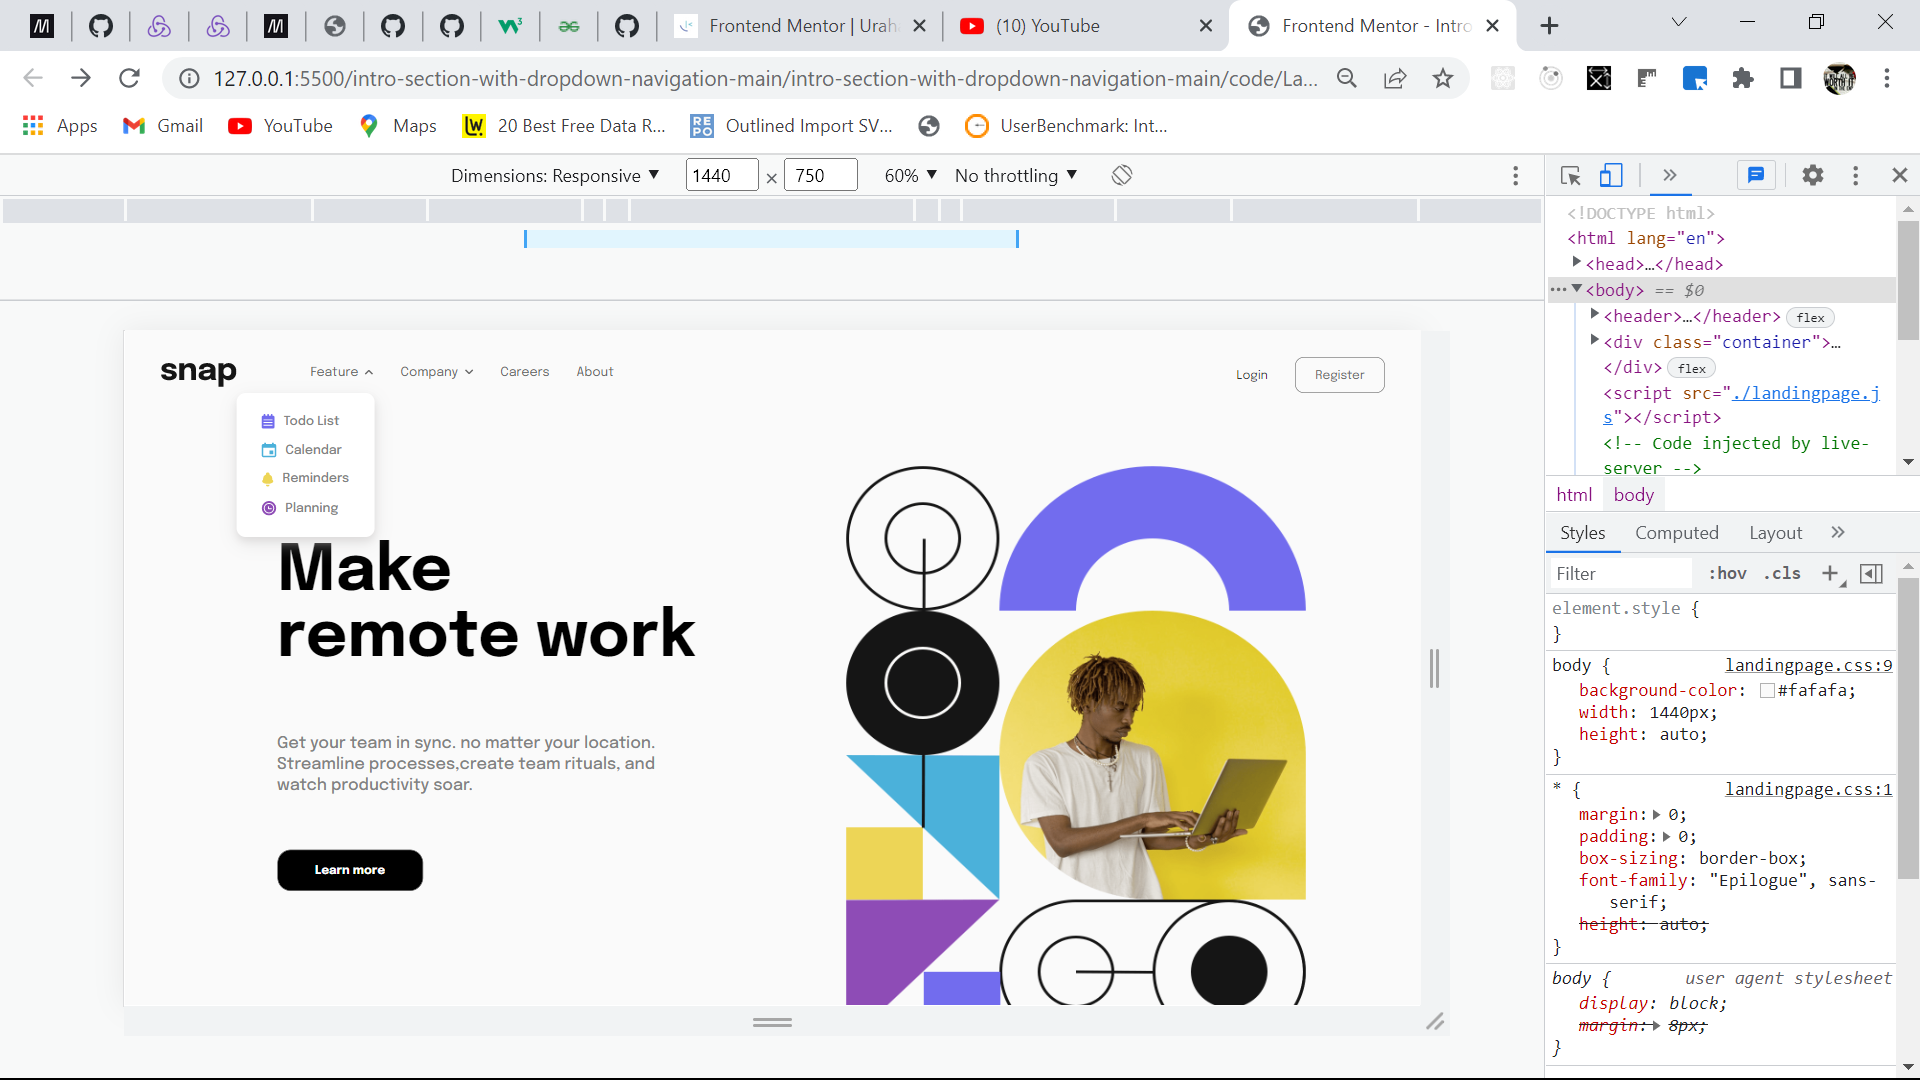 Frontend Mentor | Urah
(10) YouTube
Frontend Mentor - Intro
127.0.0.1:5500/intro-section-with-dropdown-navigation-main/intro-section-with-dropdown-navigation-main/code/La...
Apps
Gmail
YouTube
Maps
20 Best Free Data R...
REPO
Outlined Import SV...
UserBenchmark: Int...
Dimensions: Responsive
1440 × 750
60%
No throttling
snap
Feature
Company
Careers
About
Login
Register
Todo List
Calendar
Reminders
Planning
Make
remote work
Get your team in sync. no matter your location.
Streamline processes,create team rituals, and
watch productivity soar.
Learn more
<!DOCTYPE html>
<html lang="en">
<head>…</head>
<body> == $0
<header>…</header> flex
<div class="container">…
</div> flex
<script src="./landingpage.j
s"></script>
<!-- Code injected by live-
server -->
html body
Styles Computed Layout
Filter :hov .cls
element.style {
}
body { landingpage.css:9
background-color: #fafafa;
width: 1440px;
height: auto;
}
* { landingpage.css:1
margin: 0;
padding: 0;
box-sizing: border-box;
font-family: "Epilogue", sans-
serif;
height: auto;
}
body { user agent stylesheet
display: block;
margin: 8px;
}